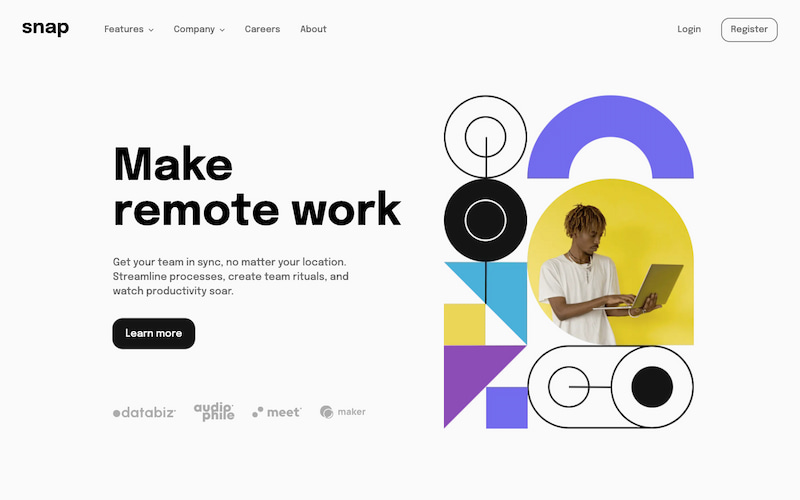 snap
Features
Company
Careers
About
Login
Register
Make
remote work
Get your team in sync, no matter your location.
Streamline processes, create team rituals, and
watch productivity soar.
Learn more
databiz
audiophile
meet
maker